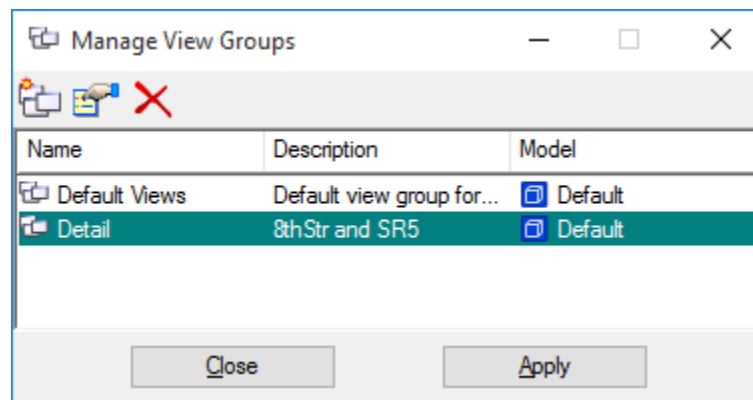 Manage View Groups
Name Description Model
Default Views Default view group for... Default
Detail 8thStr and SR5 Default
Close Apply